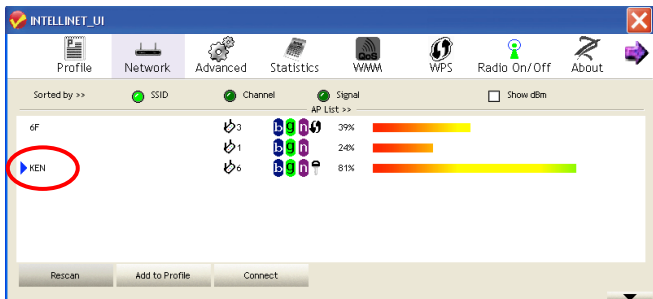 INTELLINET_UI
Profile Network Advanced Statistics QoS WMM WPS Radio On/Off About
Sorted by >> SSID Channel Signal Show dBm
AP List >>
6F 3 b g n 39%
1 b g n 24%
KEN 6 b g n 81%
Rescan Add to Profile Connect